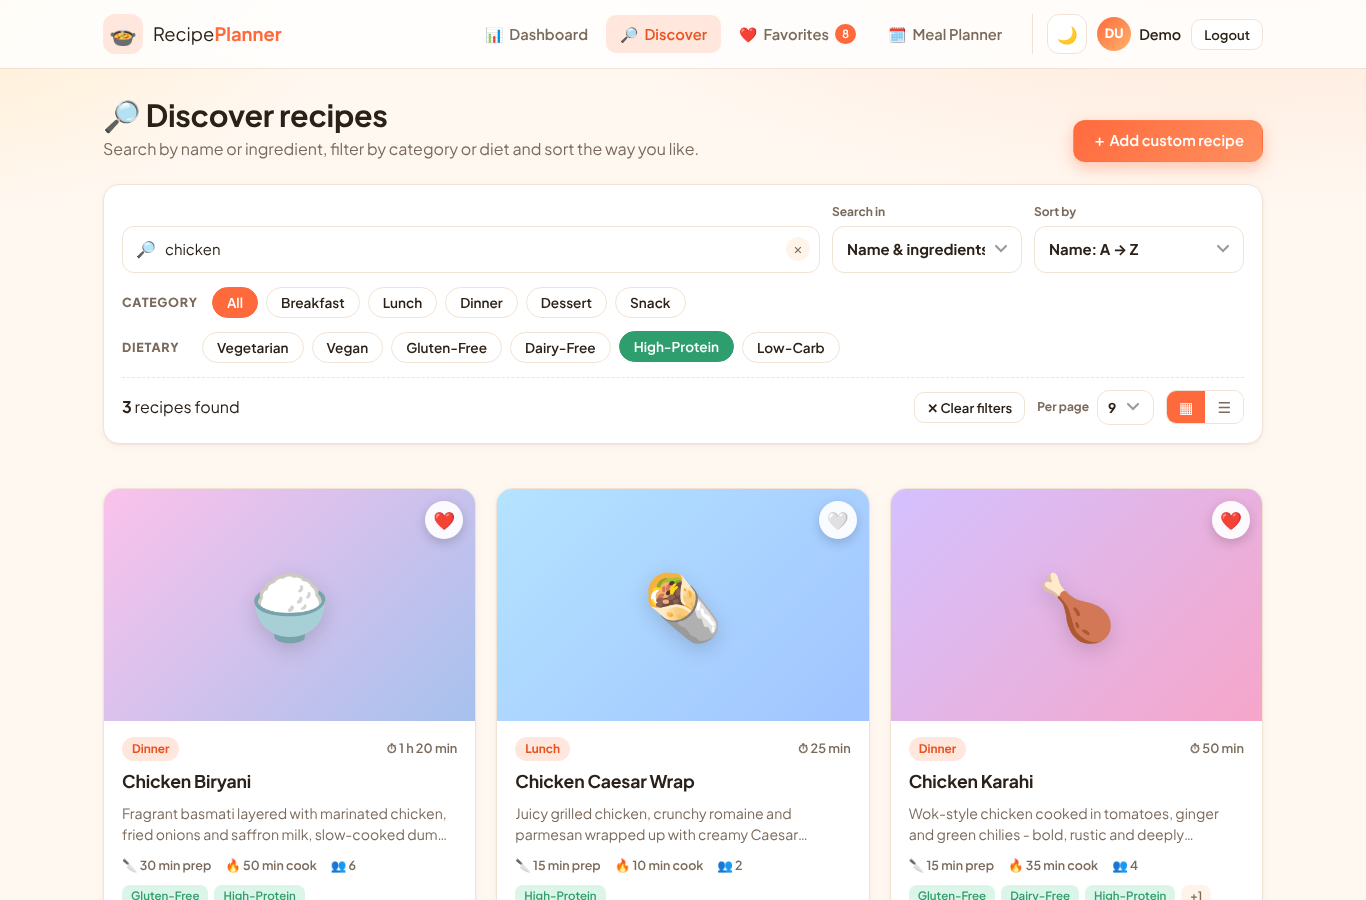 RecipePlanner
Dashboard
Discover
Favorites 8
Meal Planner
DU
Demo
Logout
Discover recipes
Search by name or ingredient, filter by category or diet and sort the way you like.
+ Add custom recipe
Search in
Sort by
chicken
×
Name & ingredients
Name: A → Z
CATEGORY All Breakfast Lunch Dinner Dessert Snack
DIETARY Vegetarian Vegan Gluten-Free Dairy-Free High-Protein Low-Carb
3 recipes found
✕ Clear filters
Per page
9
Dinner
1 h 20 min
Chicken Biryani
Fragrant basmati layered with marinated chicken,
fried onions and saffron milk, slow-cooked dum…
30 min prep 50 min cook 6
Gluten-Free High-Protein
Lunch
25 min
Chicken Caesar Wrap
Juicy grilled chicken, crunchy romaine and
parmesan wrapped up with creamy Caesar…
15 min prep 10 min cook 2
High-Protein
Dinner
50 min
Chicken Karahi
Wok-style chicken cooked in tomatoes, ginger
and green chilies - bold, rustic and deeply…
15 min prep 35 min cook 4
Gluten-Free Dairy-Free High-Protein +1